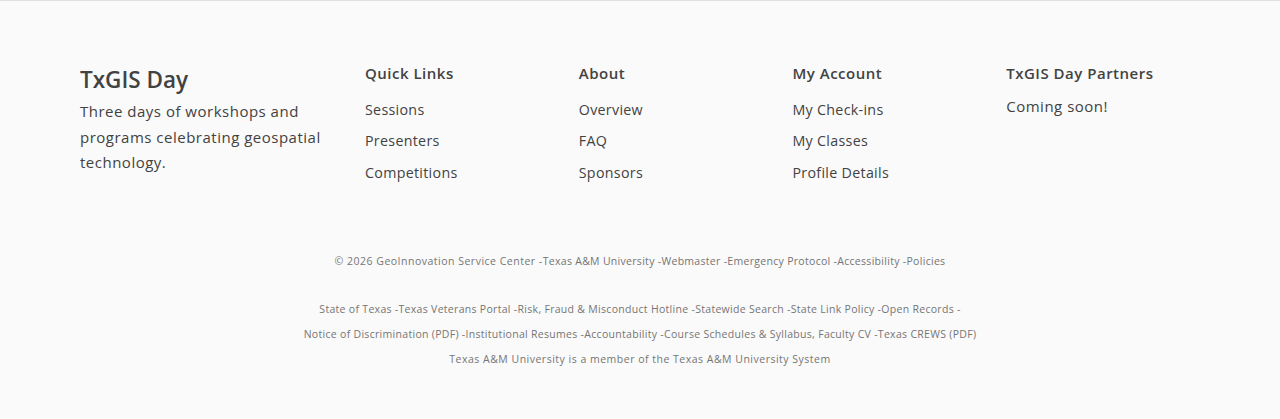 TxGIS Day
Three days of workshops and
programs celebrating geospatial
technology.
Quick Links
Sessions
Presenters
Competitions
About
Overview
FAQ
Sponsors
My Account
My Check-ins
My Classes
Profile Details
TxGIS Day Partners
Coming soon!
© 2026 GeoInnovation Service Center -Texas A&M University -Webmaster -Emergency Protocol -Accessibility -Policies
State of Texas -Texas Veterans Portal -Risk, Fraud & Misconduct Hotline -Statewide Search -State Link Policy -Open Records -
Notice of Discrimination (PDF) -Institutional Resumes -Accountability -Course Schedules & Syllabus, Faculty CV -Texas CREWS (PDF)
Texas A&M University is a member of the Texas A&M University System